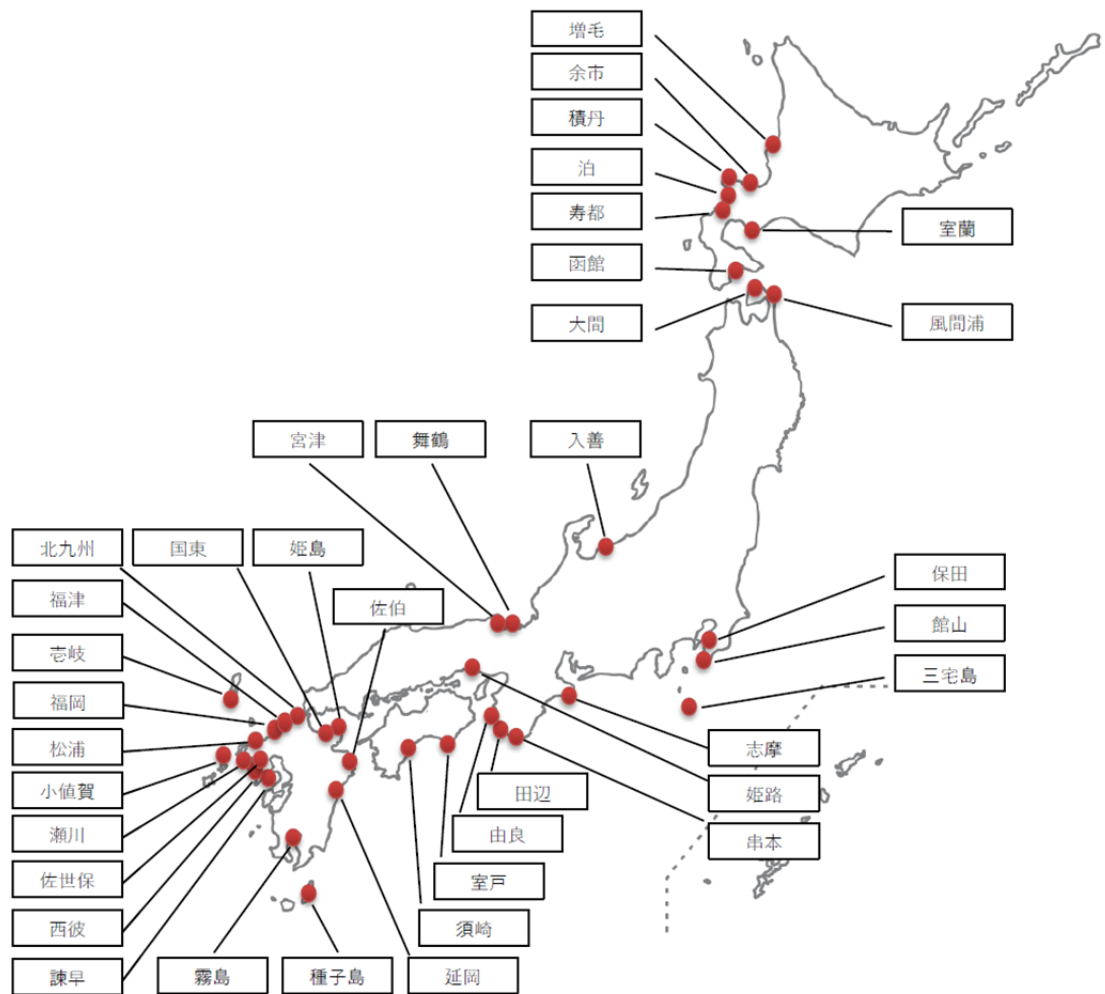 増毛
余市
積丹
泊
寿都
室蘭
函館
大間
風間浦
宮津
舞鶴
入善
北九州
国東
姫島
保田
福津
佐伯
館山
壱岐
三宅島
福岡
松浦
志摩
小値賀
田辺
姫路
瀬川
由良
串本
佐世保
室戸
西彼
須崎
諫早
霧島
種子島
延岡